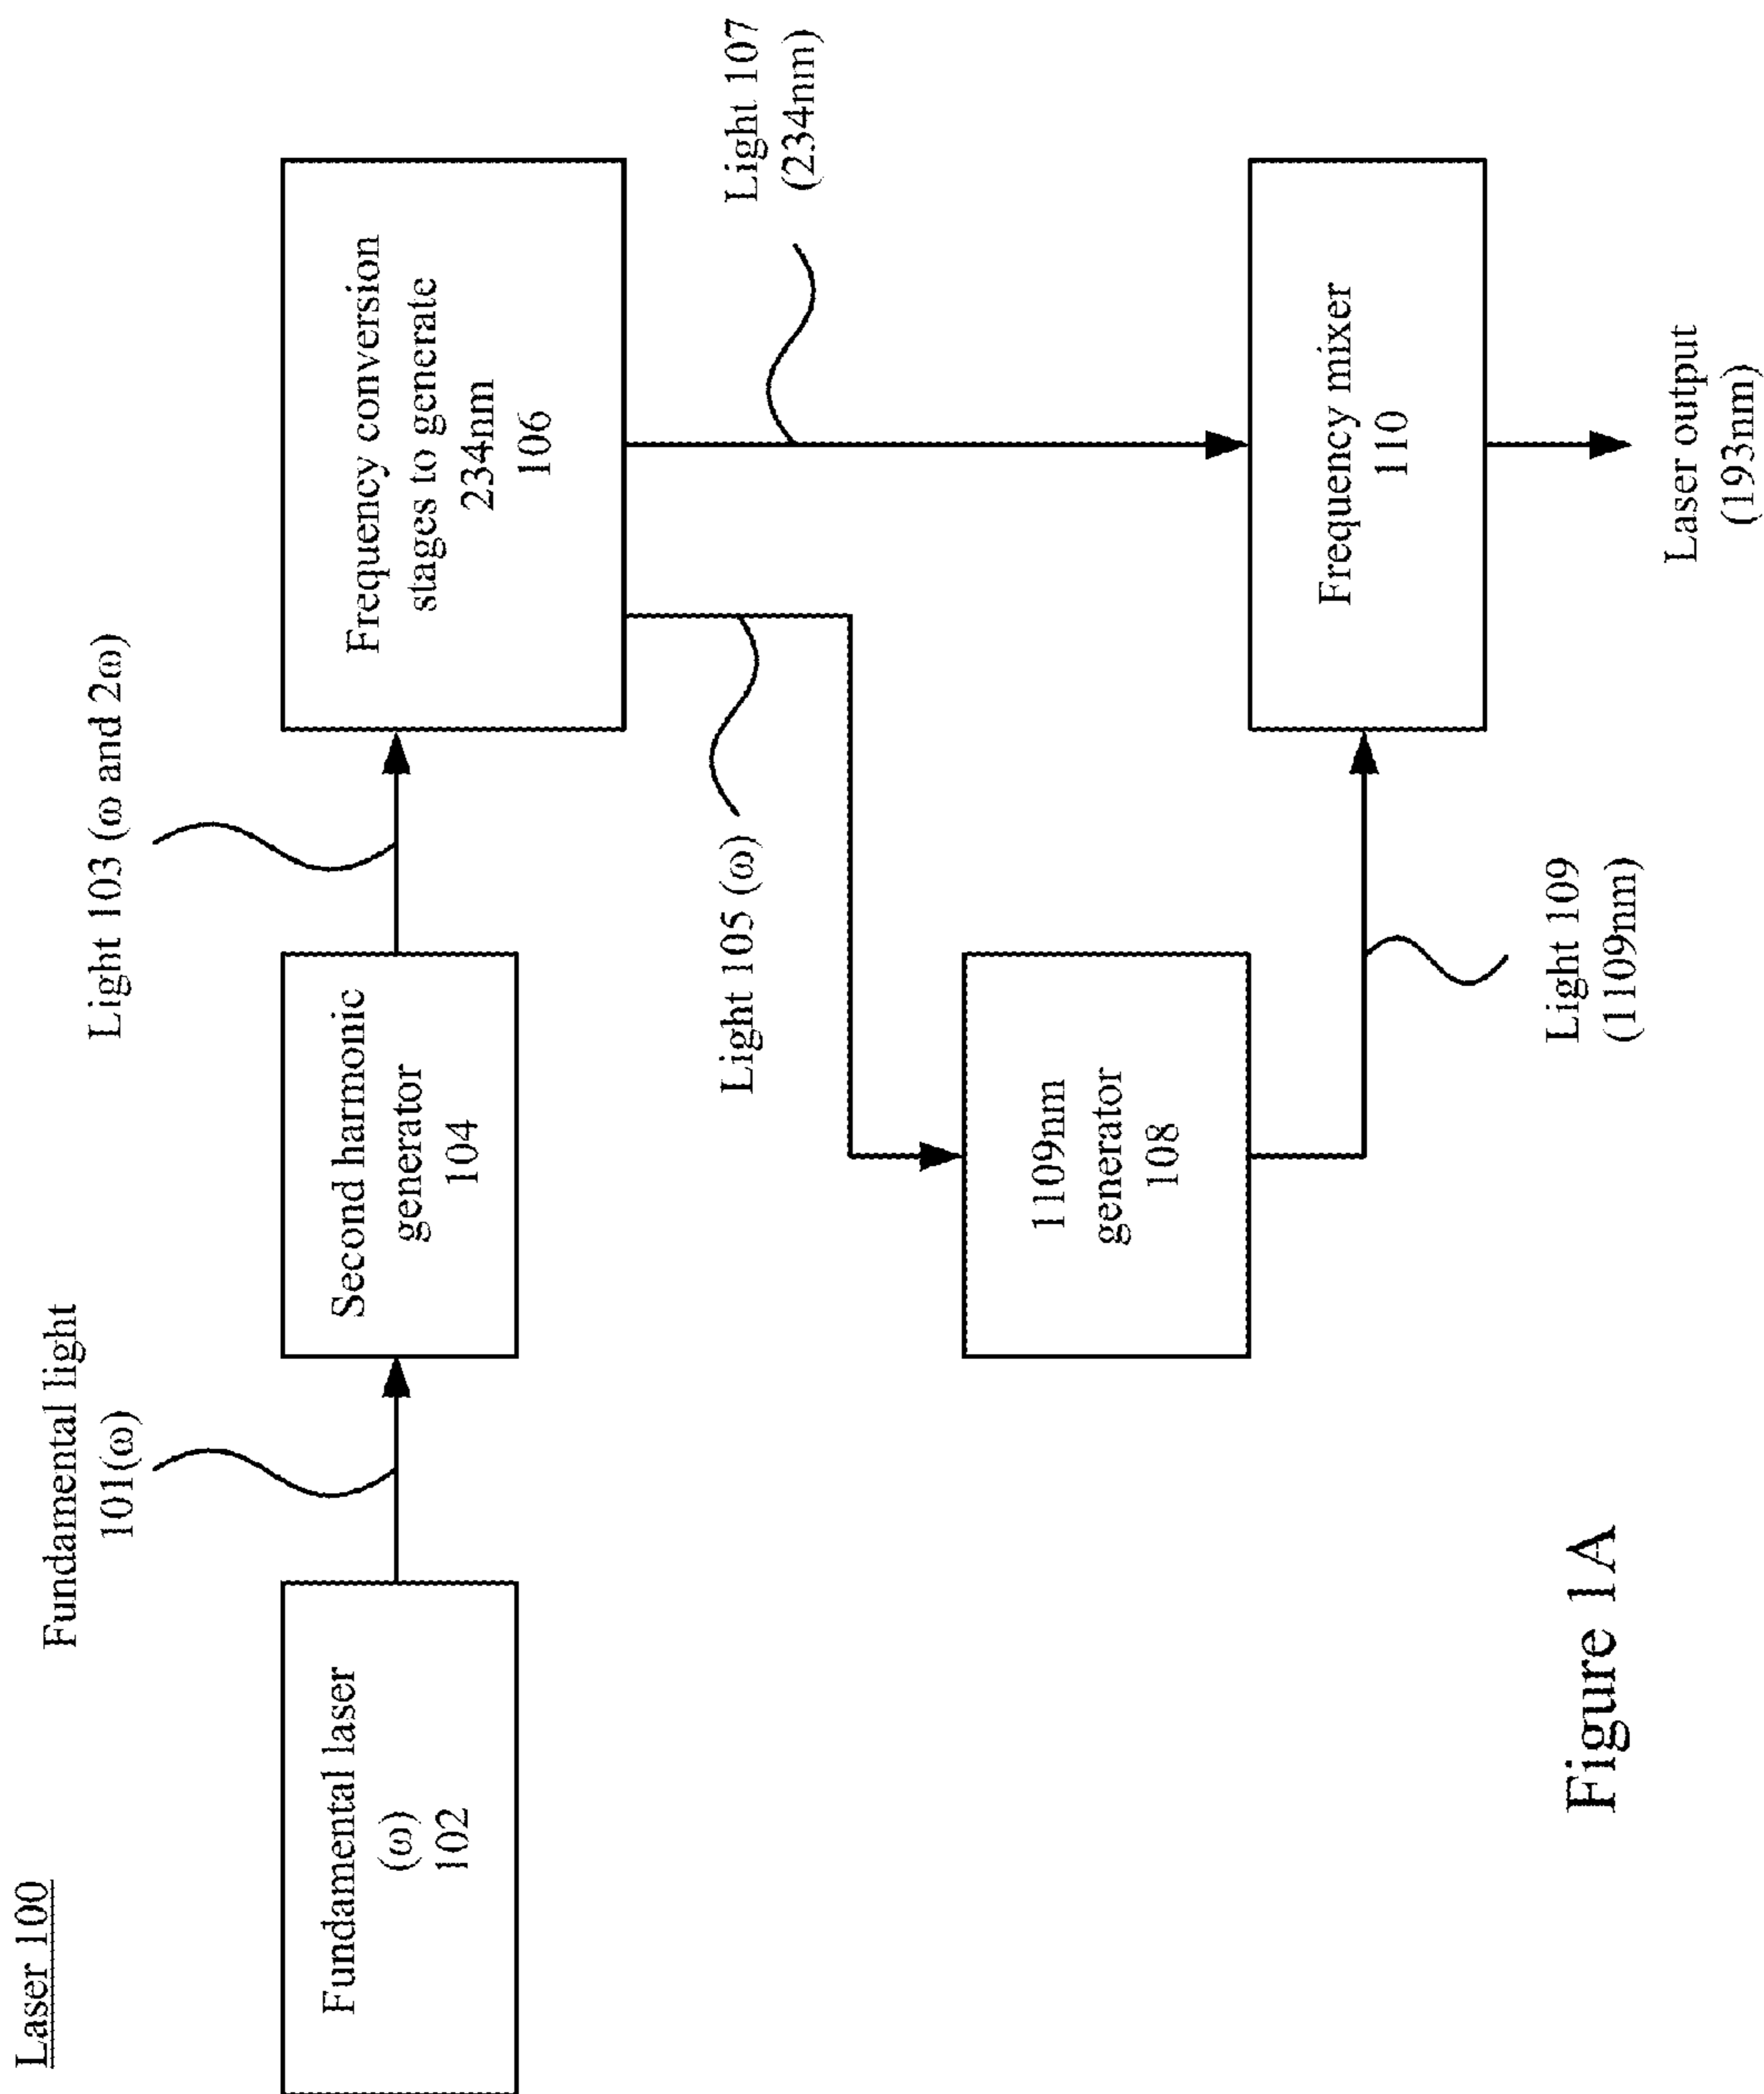 Laser 100
Fundamental light
101(ω)
Light 103 (ω and 2ω)
Fundamental laser
(ω)
102
Second harmonic
generator
104
Frequency conversion
stages to generate
234nm
106
Light 105 (ω)
Light 107
(234nm)
1109nm
generator
108
Frequency mixer
110
Light 109
(1109nm)
Laser output
(193nm)
Figure 1A